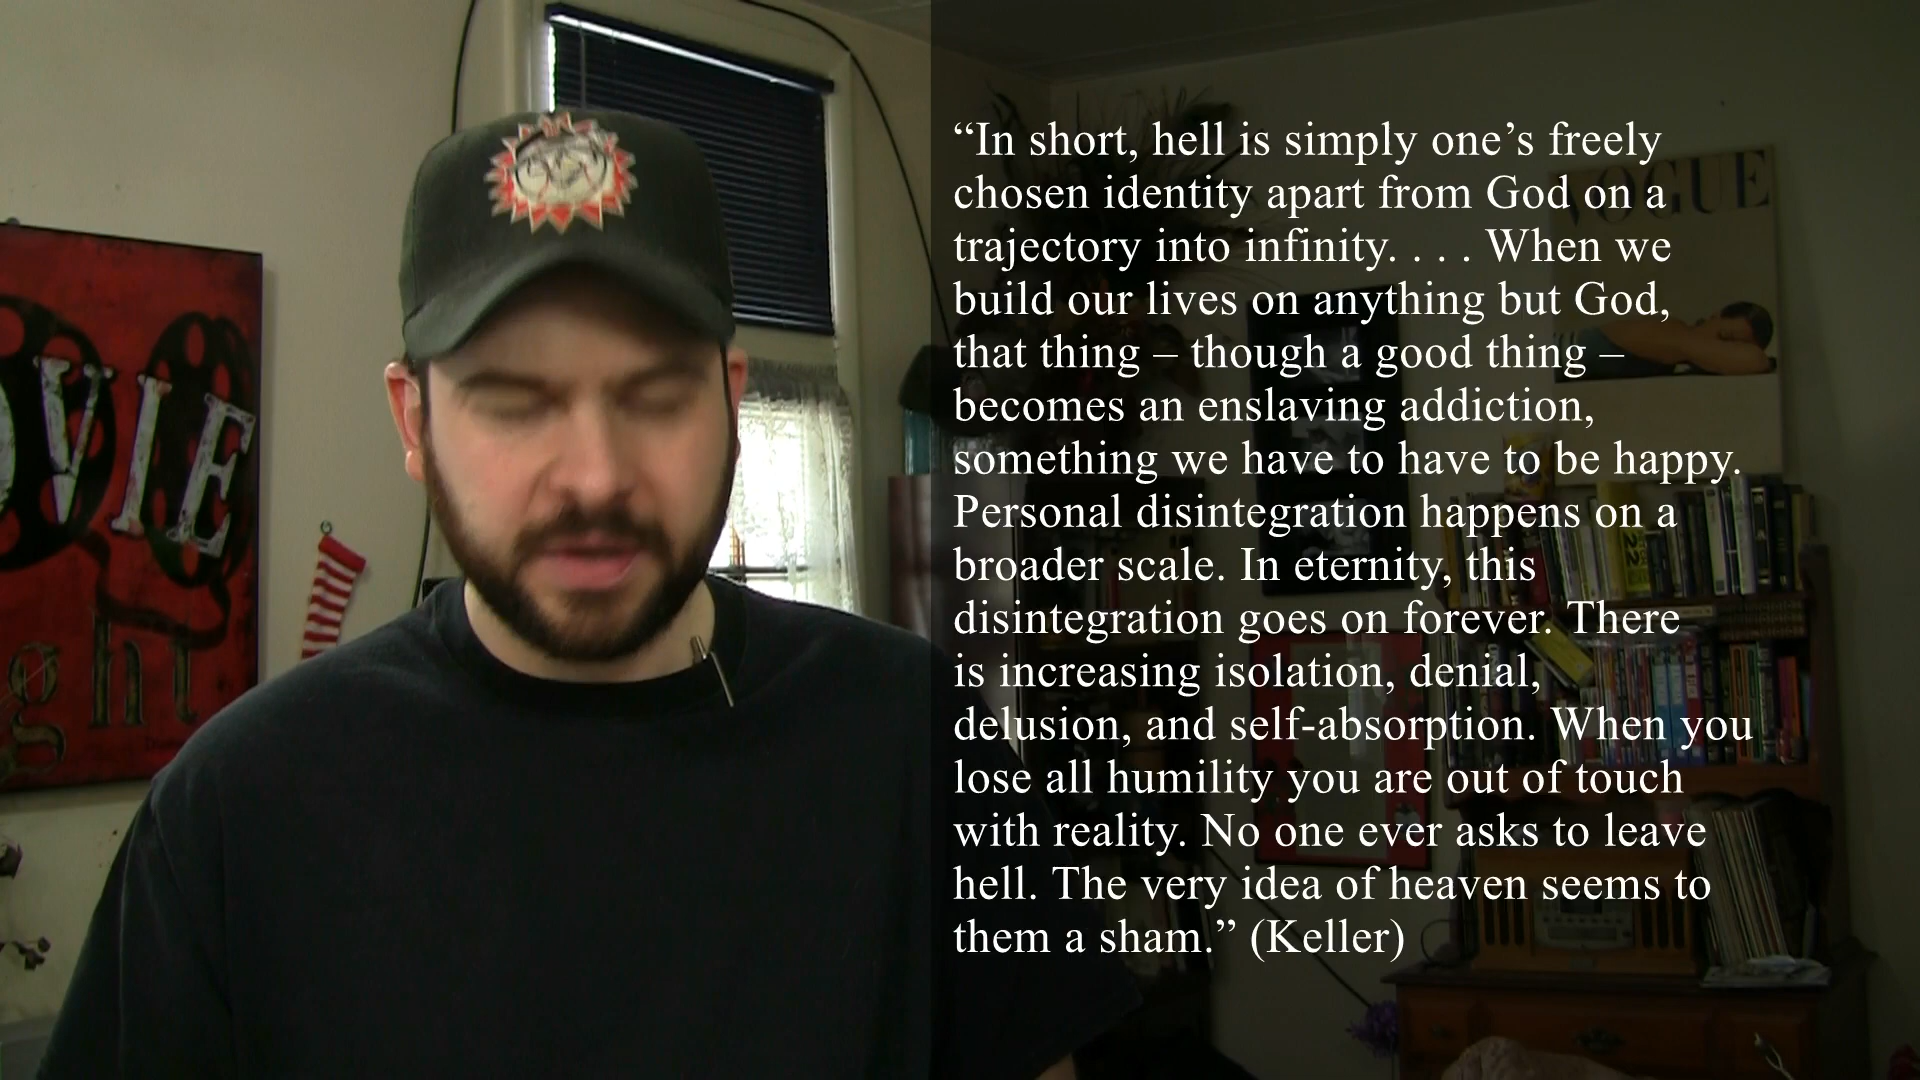 “In short, hell is simply one’s freely
chosen identity apart from God on a
trajectory into infinity. . . . When we
build our lives on anything but God,
that thing – though a good thing –
becomes an enslaving addiction,
something we have to have to be happy.
Personal disintegration happens on a
broader scale. In eternity, this
disintegration goes on forever. There
is increasing isolation, denial,
delusion, and self-absorption. When you
lose all humility you are out of touch
with reality. No one ever asks to leave
hell. The very idea of heaven seems to
them a sham.” (Keller)
VOGUE
OVIE
ght
22